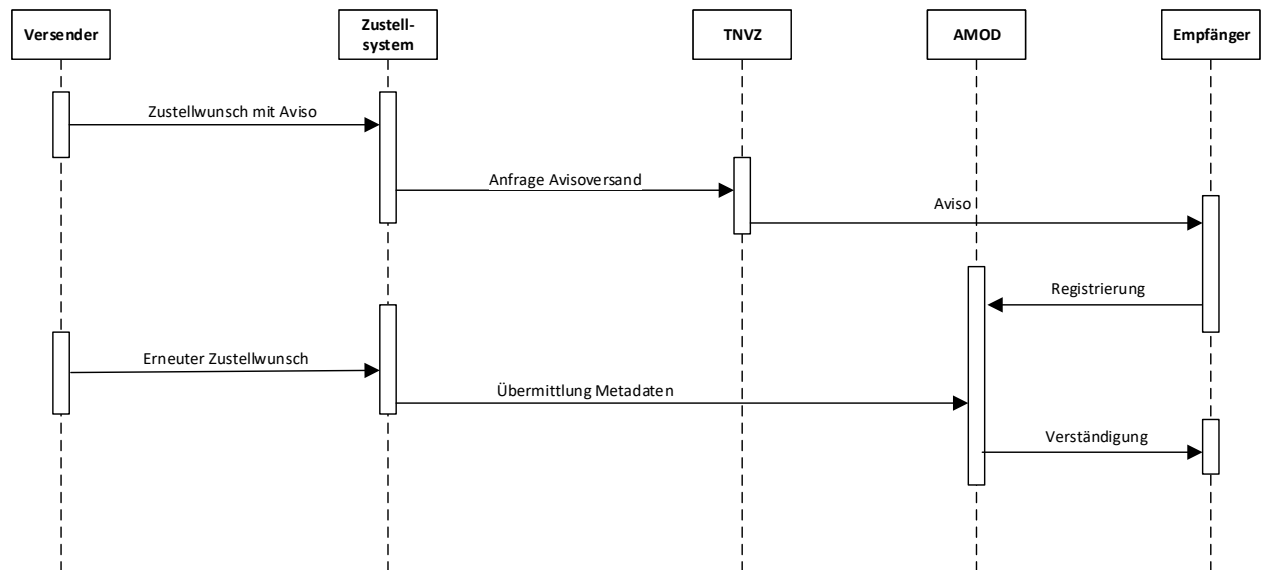 Versender
Zustell-
system
TNVZ
AMOD
Empfänger
Zustellwunsch mit Aviso
Anfrage Avisoversand
Aviso
Registrierung
Erneuter Zustellwunsch
Übermittlung Metadaten
Verständigung